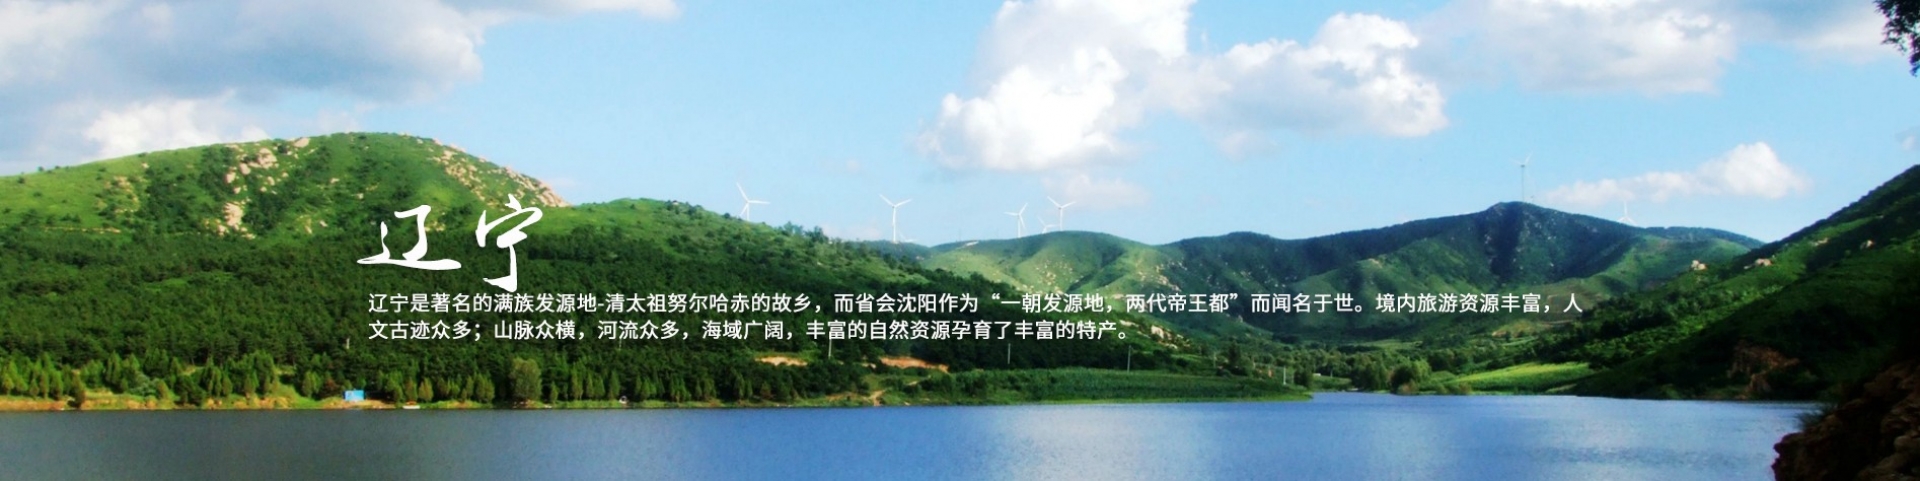 辽宁
辽宁是著名的满族发源地-清太祖努尔哈赤的故乡，而省会沈阳作为“一朝发源地，两代帝王都”而闻名于世。境内旅游资源丰富，人
文古迹众多；山脉众横，河流众多，海域广阔，丰富的自然资源孕育了丰富的特产。